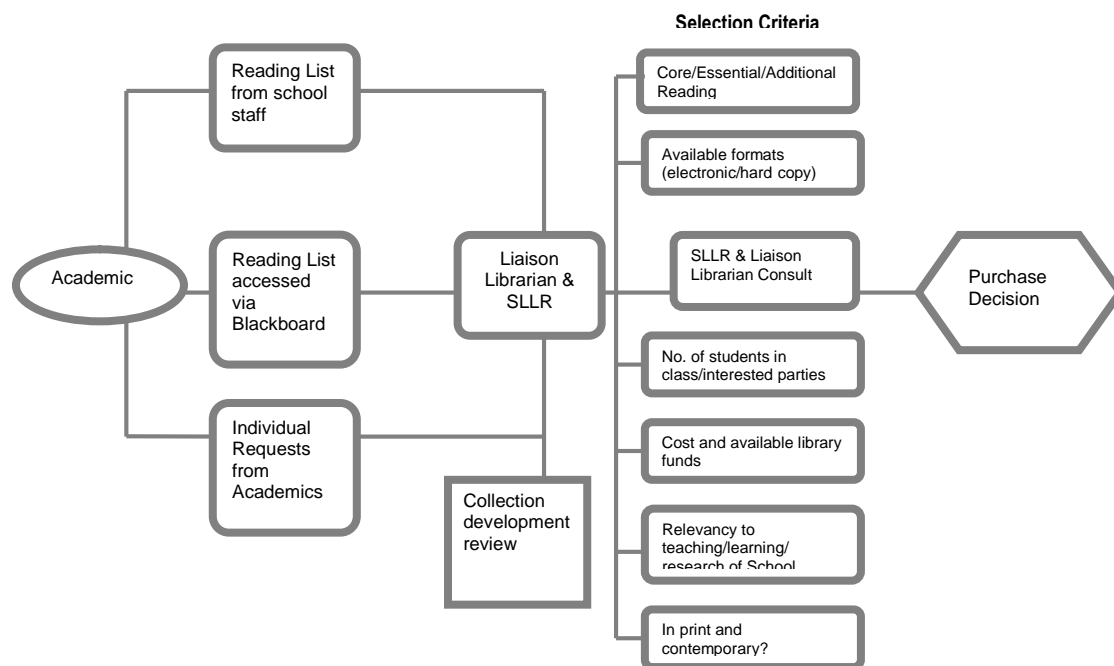 Selection Criteria
Reading List
from school
staff
Core/Essential/Additional
Reading
Available formats
(electronic/hard copy)
Academic
Reading List
accessed
via
Blackboard
Liaison
Librarian &
SLLR
SLLR & Liaison
Librarian Consult
Purchase
Decision
No. of students in
class/interested parties
Individual
Requests
from
Academics
Cost and available library
funds
Collection
development
review
Relevancy to
teaching/learning/
research of School
In print and
contemporary?